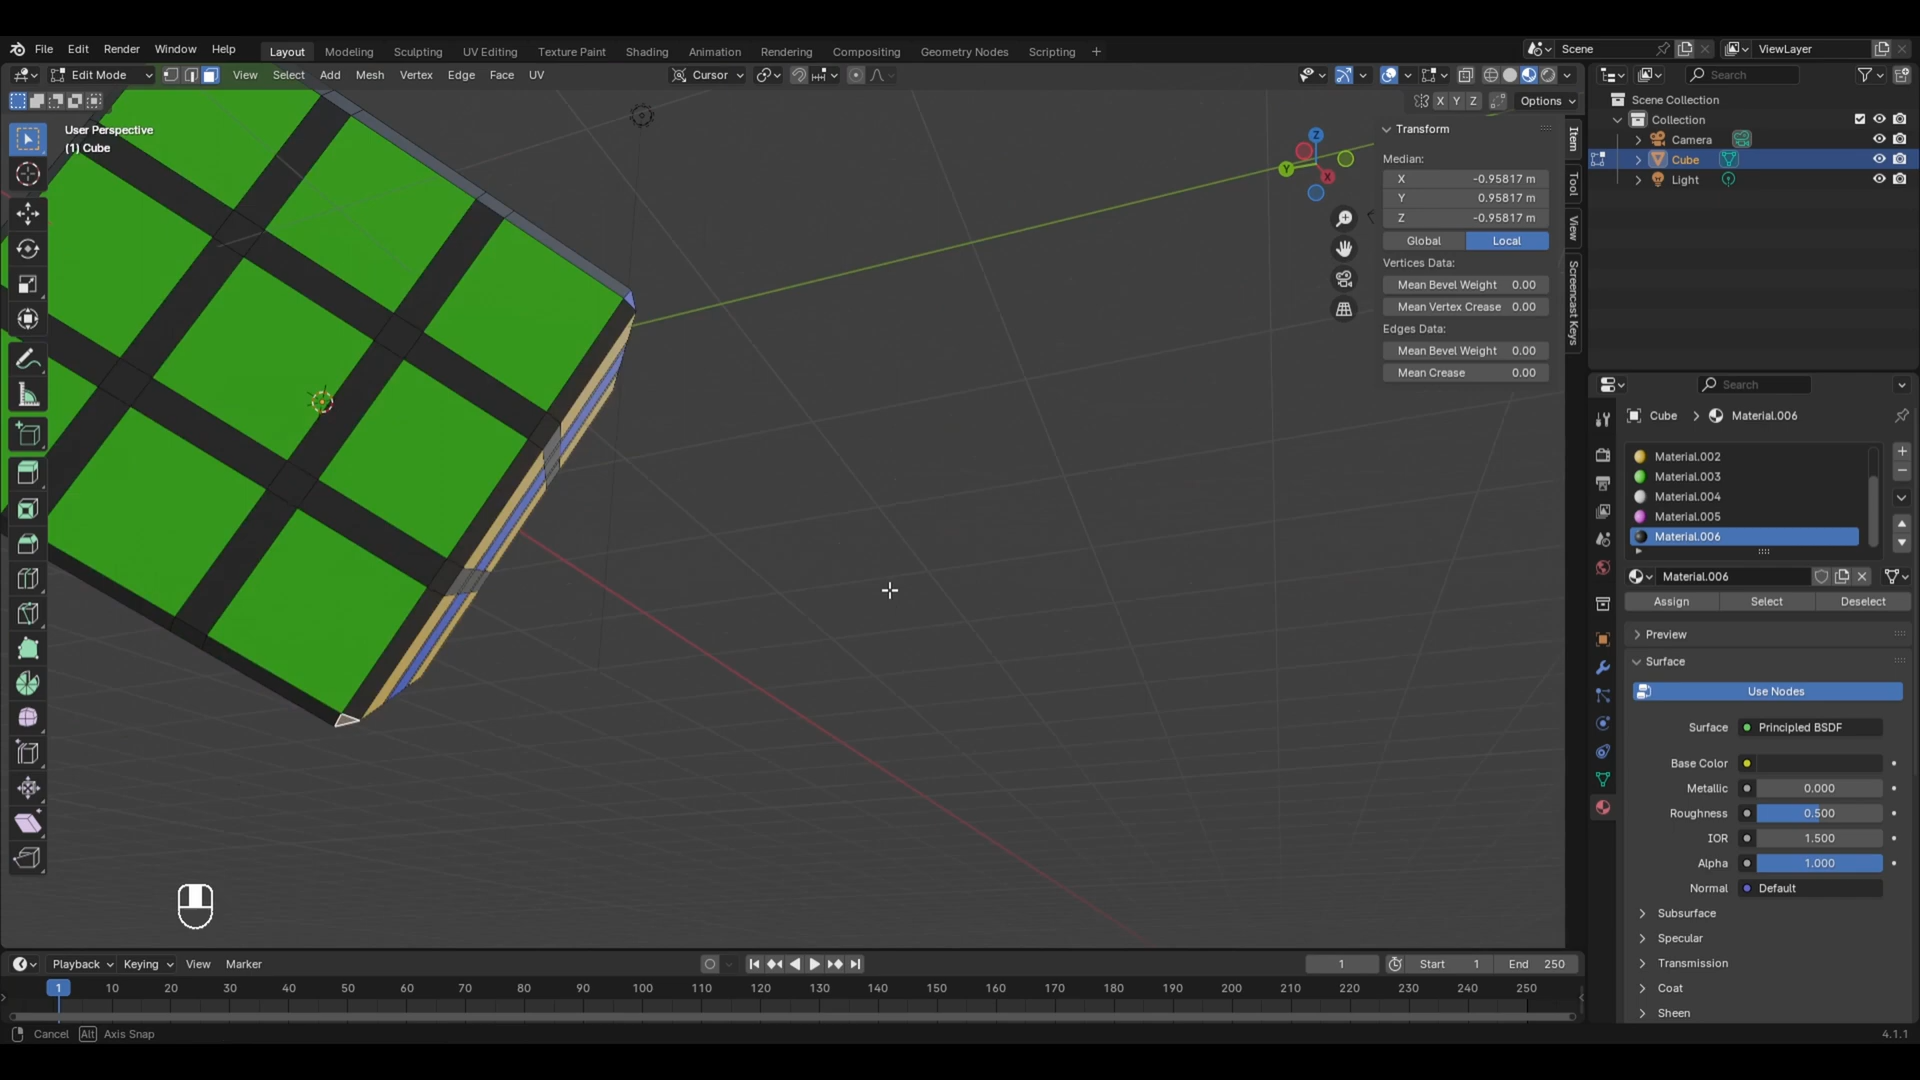 File Edit Render Window Help Layout Modeling Sculpting UV Editing Texture Paint Shading Animation Rendering Compositing Geometry Nodes Scripting Scene ViewLayer
Edit Mode View Select Add Mesh Vertex Edge Face UV Cursor Search
X Y Z Options
Scene Collection
Collection
Camera
Cube
Light
User Perspective
(1) Cube
Z
Y
X
Transform
Median:
X -0.95817 m
Y 0.95817 m
Z -0.95817 m
Global Local
Vertices Data:
Mean Bevel Weight 0.00
Mean Vertex Crease 0.00
Edges Data:
Mean Bevel Weight 0.00
Mean Crease 0.00
Item
Tool
View
Screencast Keys
Search
Cube Material.006
Material.002
Material.003
Material.004
Material.005
Material.006
Material.006
Assign Select Deselect
Preview
Surface
Use Nodes
Surface Principled BSDF
Base Color
Metallic 0.000
Roughness 0.500
IOR 1.500
Alpha 1.000
Normal Default
Subsurface
Specular
Transmission
Coat
Sheen
Playback Keying View Marker 1 Start 1 End 250
1 10 20 30 40 50 60 70 80 90 100 110 120 130 140 150 160 170 180 190 200 210 220 230 240 250
Cancel Alt Axis Snap 4.1.1